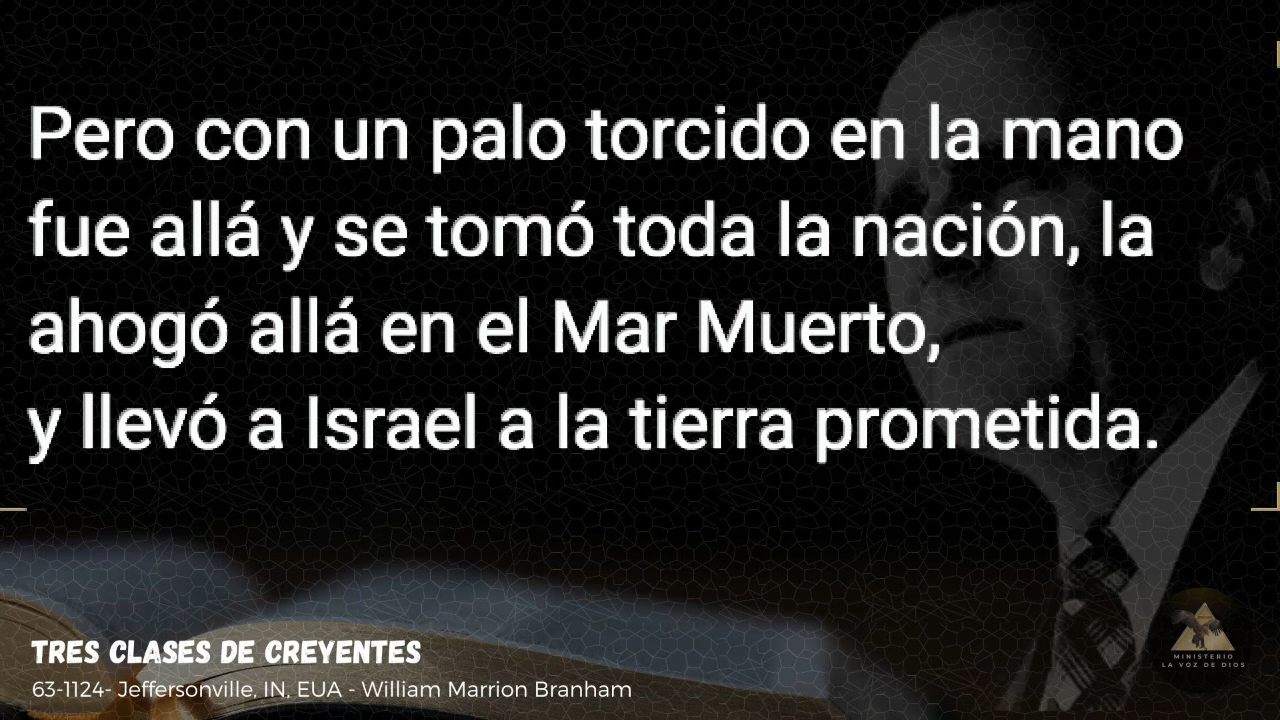 Pero con un palo torcido en la mano
fue allá y se tomó toda la nación, la
ahogó allá en el Mar Muerto,
y llevó a Israel a la tierra prometida.
TRES CLASES DE CREYENTES
63-1124- Jeffersonville, IN, EUA - William Marrion Branham
MINISTERIO
LA VOZ DE DIOS